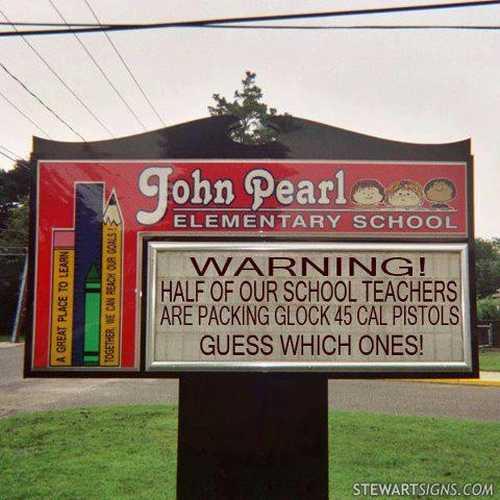 John Pearl
ELEMENTARY SCHOOL
A GREAT PLACE TO LEARN
TOGETHER WE CAN REACH OUR GOALS!
WARNING!
HALF OF OUR SCHOOL TEACHERS
ARE PACKING GLOCK 45 CAL PISTOLS
GUESS WHICH ONES!
STEWARTSIGNS.COM